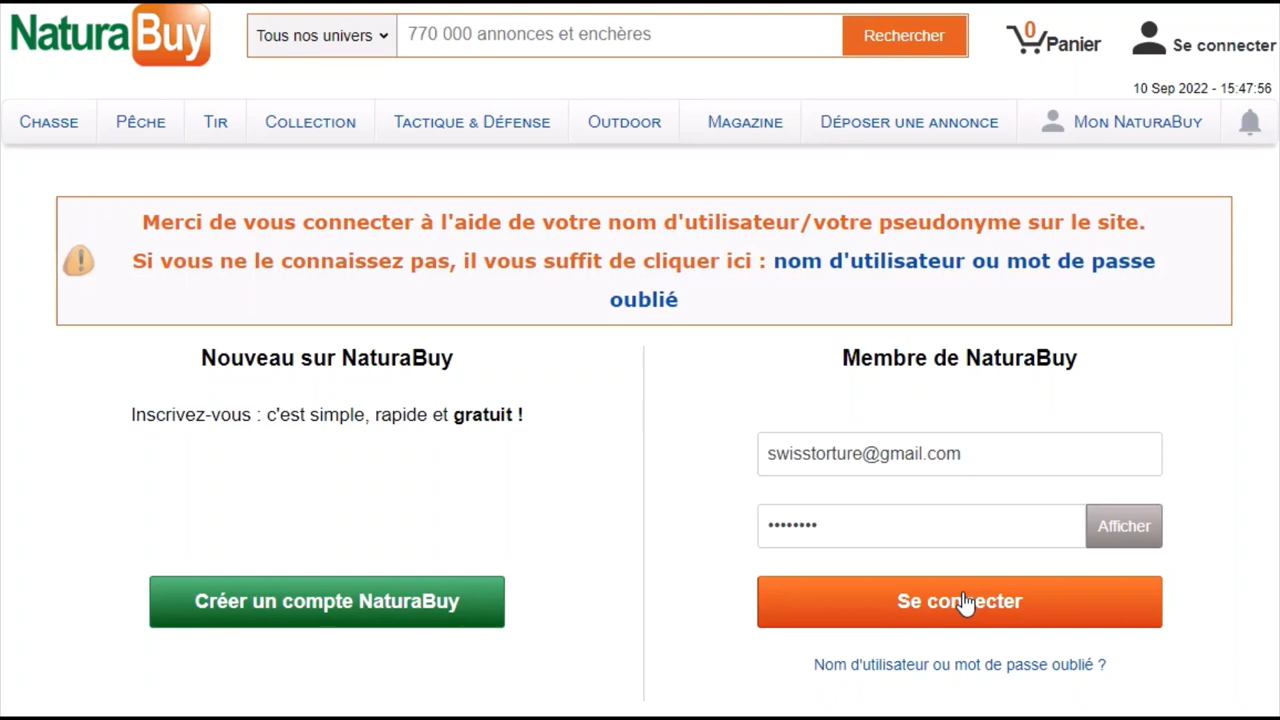 NaturaBuy
Tous nos univers
770 000 annonces et enchères
Rechercher
0
Panier
Se connecter
10 Sep 2022 - 15:47:56
CHASSE
PÊCHE
TIR
COLLECTION
TACTIQUE & DÉFENSE
OUTDOOR
MAGAZINE
DÉPOSER UNE ANNONCE
MON NATURABUY
Merci de vous connecter à l'aide de votre nom d'utilisateur/votre pseudonyme sur le site.
Si vous ne le connaissez pas, il vous suffit de cliquer ici : nom d'utilisateur ou mot de passe
oublié
Nouveau sur NaturaBuy
Inscrivez-vous : c'est simple, rapide et gratuit !
Créer un compte NaturaBuy
Membre de NaturaBuy
swisstorture@gmail.com
••••••••
Afficher
Se connecter
Nom d'utilisateur ou mot de passe oublié ?